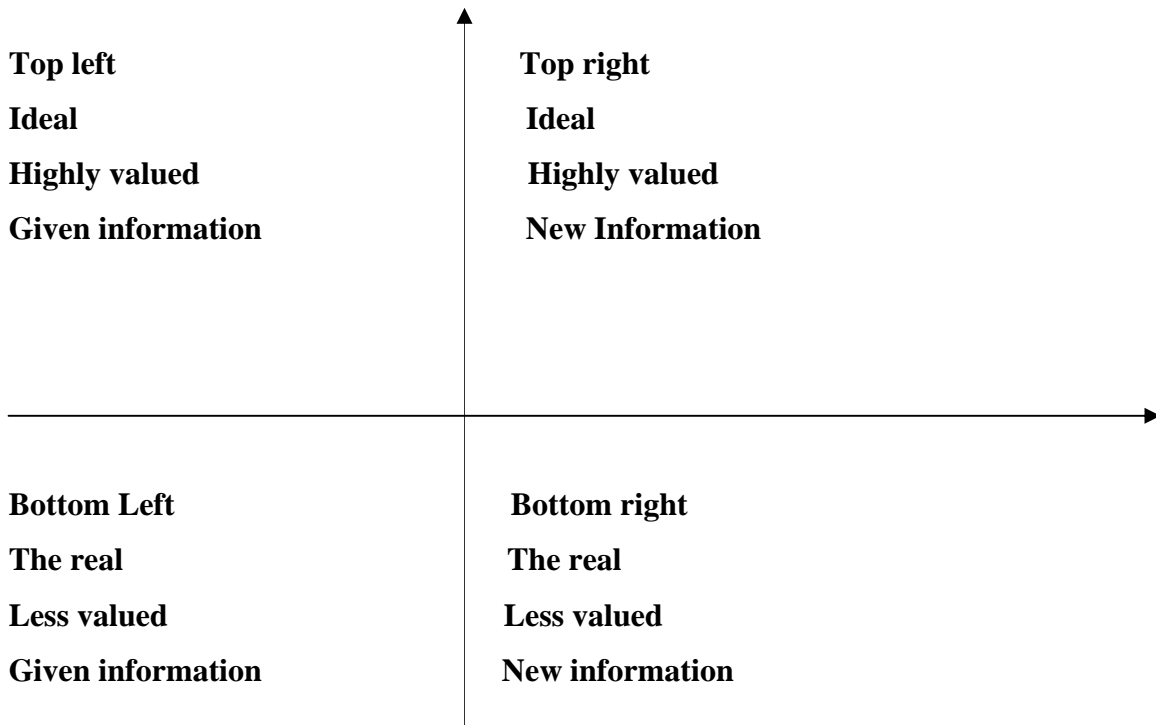 Top left
Ideal
Highly valued
Given information
Top right
Ideal
Highly valued
New Information
Bottom Left
The real
Less valued
Given information
Bottom right
The real
Less valued
New information